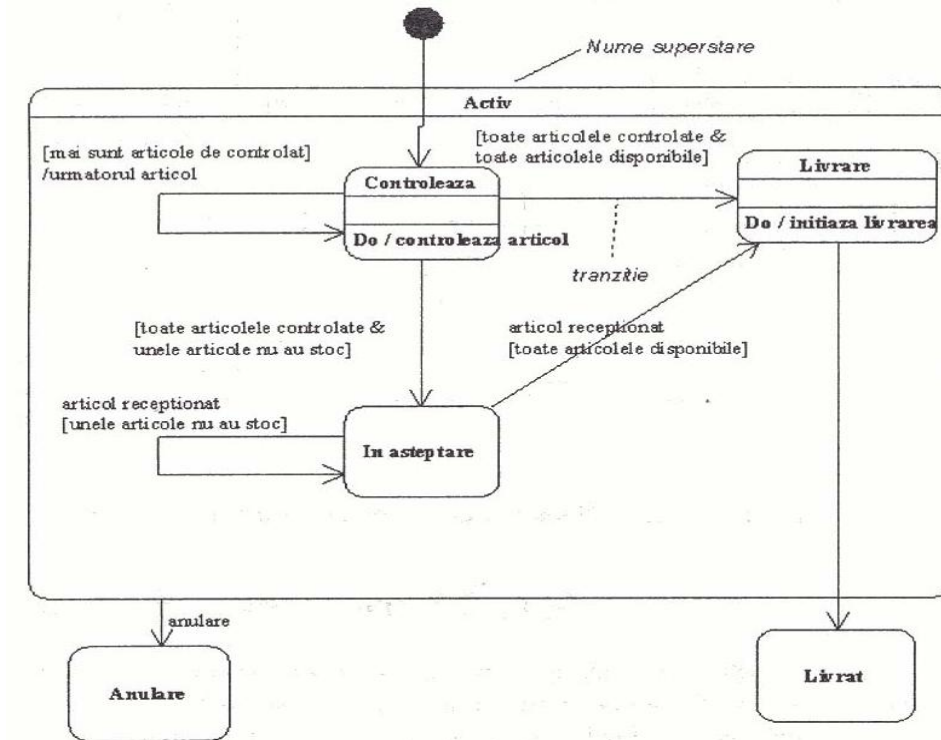 Nume superstare
Activ
[mai sunt articole de controlat]
/urmatorul articol
[toate articolele controlate &
toate articolele disponibile]
Controleaza
Do / controleaza articol
Livrare
Do / initiaza livrarea
tranzitie
[toate articolele controlate &
unele articole nu au stoc]
articol receptionat
[toate articolele disponibile]
articol receptionat
[unele articole nu au stoc]
In asteptare
anulare
Anulare
Livrat